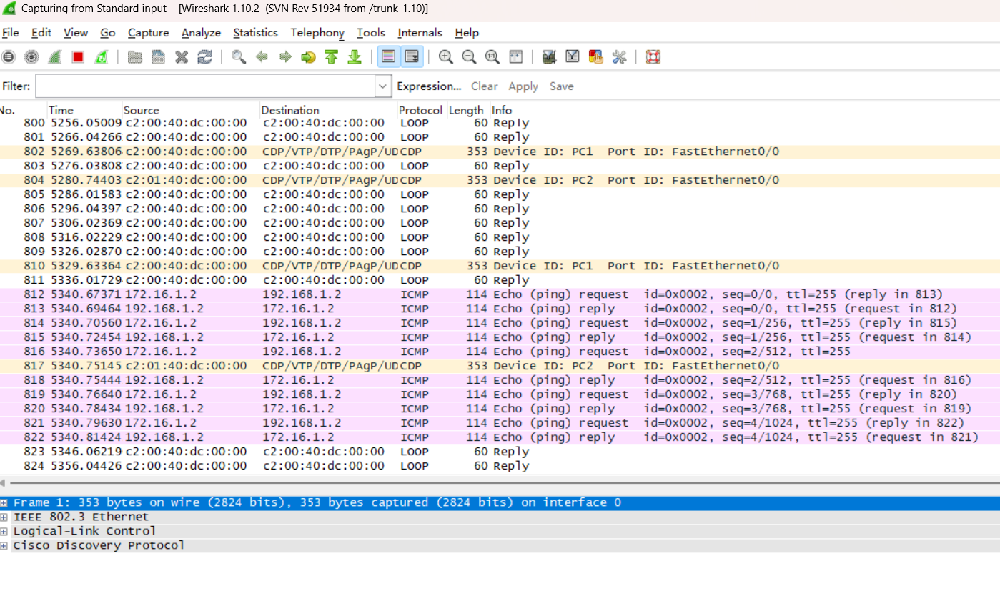 Capturing from Standard input [Wireshark 1.10.2 (SVN Rev 51934 from /trunk-1.10)]
File Edit View Go Capture Analyze Statistics Telephony Tools Internals Help
Filter: Expression... Clear Apply Save
No. Time Source Destination Protocol Length Info
800 5256.05009 c2:00:40:dc:00:00 c2:00:40:dc:00:00 LOOP 60 Reply
801 5266.04266 c2:00:40:dc:00:00 c2:00:40:dc:00:00 LOOP 60 Reply
802 5269.63806 c2:00:40:dc:00:00 CDP/VTP/DTP/PAgP/UD CDP 353 Device ID: PC1 Port ID: FastEthernet0/0
803 5276.03808 c2:00:40:dc:00:00 c2:00:40:dc:00:00 LOOP 60 Reply
804 5280.74403 c2:01:40:dc:00:00 CDP/VTP/DTP/PAgP/UD CDP 353 Device ID: PC2 Port ID: FastEthernet0/0
805 5286.01583 c2:00:40:dc:00:00 c2:00:40:dc:00:00 LOOP 60 Reply
806 5296.04397 c2:00:40:dc:00:00 c2:00:40:dc:00:00 LOOP 60 Reply
807 5306.02369 c2:00:40:dc:00:00 c2:00:40:dc:00:00 LOOP 60 Reply
808 5316.02229 c2:00:40:dc:00:00 c2:00:40:dc:00:00 LOOP 60 Reply
809 5326.02870 c2:00:40:dc:00:00 c2:00:40:dc:00:00 LOOP 60 Reply
810 5329.63364 c2:00:40:dc:00:00 CDP/VTP/DTP/PAgP/UD CDP 353 Device ID: PC1 Port ID: FastEthernet0/0
811 5336.01729 c2:00:40:dc:00:00 c2:00:40:dc:00:00 LOOP 60 Reply
812 5340.67371 172.16.1.2 192.168.1.2 ICMP 114 Echo (ping) request id=0x0002, seq=0/0, ttl=255 (reply in 813)
813 5340.69464 192.168.1.2 172.16.1.2 ICMP 114 Echo (ping) reply id=0x0002, seq=0/0, ttl=255 (request in 812)
814 5340.70560 172.16.1.2 192.168.1.2 ICMP 114 Echo (ping) request id=0x0002, seq=1/256, ttl=255 (reply in 815)
815 5340.72454 192.168.1.2 172.16.1.2 ICMP 114 Echo (ping) reply id=0x0002, seq=1/256, ttl=255 (request in 814)
816 5340.73650 172.16.1.2 192.168.1.2 ICMP 114 Echo (ping) request id=0x0002, seq=2/512, ttl=255
817 5340.75145 c2:01:40:dc:00:00 CDP/VTP/DTP/PAgP/UD CDP 353 Device ID: PC2 Port ID: FastEthernet0/0
818 5340.75444 192.168.1.2 172.16.1.2 ICMP 114 Echo (ping) reply id=0x0002, seq=2/512, ttl=255 (request in 816)
819 5340.76640 172.16.1.2 192.168.1.2 ICMP 114 Echo (ping) request id=0x0002, seq=3/768, ttl=255 (reply in 820)
820 5340.78434 192.168.1.2 172.16.1.2 ICMP 114 Echo (ping) reply id=0x0002, seq=3/768, ttl=255 (request in 819)
821 5340.79630 172.16.1.2 192.168.1.2 ICMP 114 Echo (ping) request id=0x0002, seq=4/1024, ttl=255 (reply in 822)
822 5340.81424 192.168.1.2 172.16.1.2 ICMP 114 Echo (ping) reply id=0x0002, seq=4/1024, ttl=255 (request in 821)
823 5346.06219 c2:00:40:dc:00:00 c2:00:40:dc:00:00 LOOP 60 Reply
824 5356.04426 c2:00:40:dc:00:00 c2:00:40:dc:00:00 LOOP 60 Reply
Frame 1: 353 bytes on wire (2824 bits), 353 bytes captured (2824 bits) on interface 0
IEEE 802.3 Ethernet
Logical-Link Control
Cisco Discovery Protocol